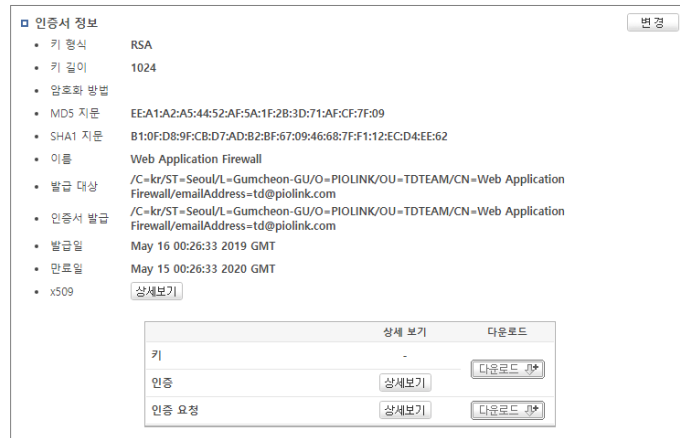 인증서 정보
변경
키 형식 RSA
키 길이 1024
암호화 방법
MD5 지문 EE:A1:A2:A5:44:52:AF:5A:1F:2B:3D:71:AF:CF:7F:09
SHA1 지문 B1:0F:D8:9F:CB:D7:AD:B2:BF:67:09:46:68:7F:F1:12:EC:D4:EE:62
이름 Web Application Firewall
발급 대상 /C=kr/ST=Seoul/L=Gumcheon-GU/O=PIOLINK/OU=TDTEAM/CN=Web Application
Firewall/emailAddress=td@piolink.com
인증서 발급 /C=kr/ST=Seoul/L=Gumcheon-GU/O=PIOLINK/OU=TDTEAM/CN=Web Application
Firewall/emailAddress=td@piolink.com
발급일 May 16 00:26:33 2019 GMT
만료일 May 15 00:26:33 2020 GMT
x509 상세보기
상세 보기 다운로드
키 -
다운로드
인증 상세보기
인증 요청 상세보기 다운로드